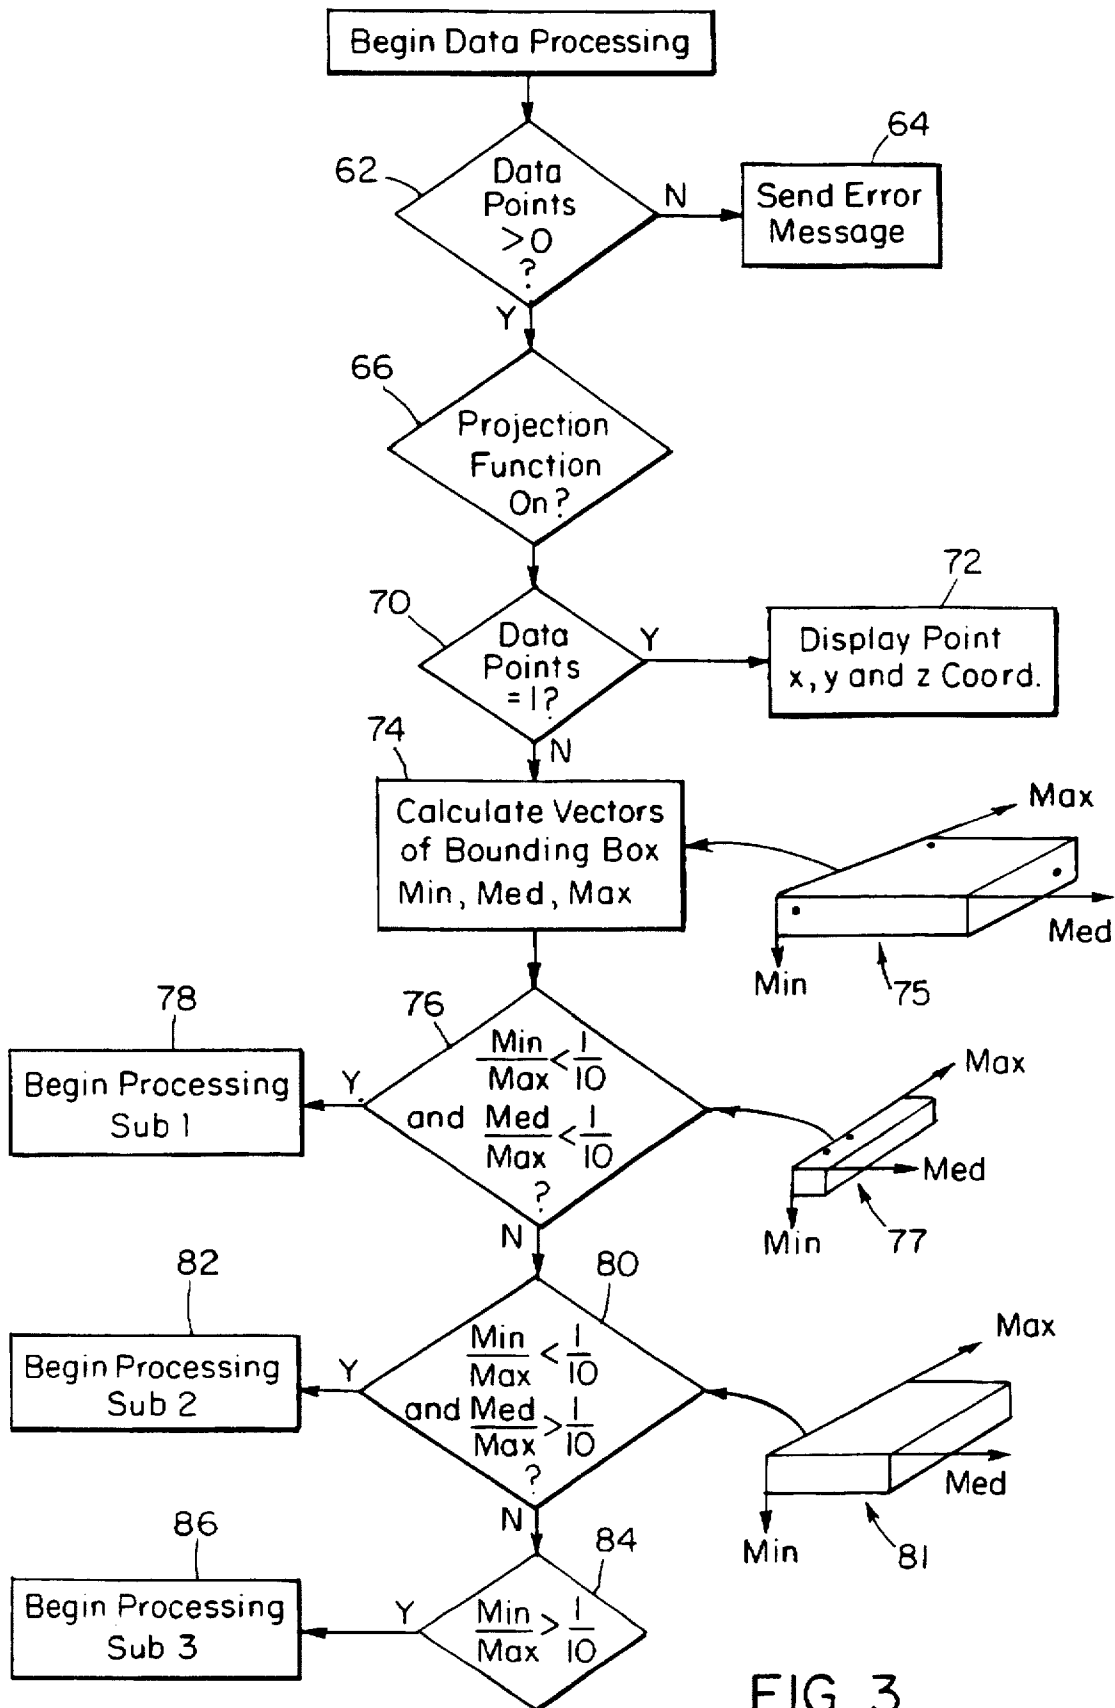 Begin Data Processing
62
Data
Points
>0
?
N
64
Send Error
Message
Y
66
Projection
Function
On?
70
Data
Points
=1?
Y
72
Display Point
x, y and z Coord.
N
74
Calculate Vectors
of Bounding Box
Min, Med, Max
Max
Med
Min
75
76
Min/Max < 1/10
and Med/Max < 1/10
?
Y
78
Begin Processing
Sub 1
Max
Med
Min
77
N
80
Min/Max < 1/10
and Med/Max > 1/10
?
Y
82
Begin Processing
Sub 2
Max
Med
Min
81
N
84
Min/Max > 1/10
Y
86
Begin Processing
Sub 3
FIG. 3